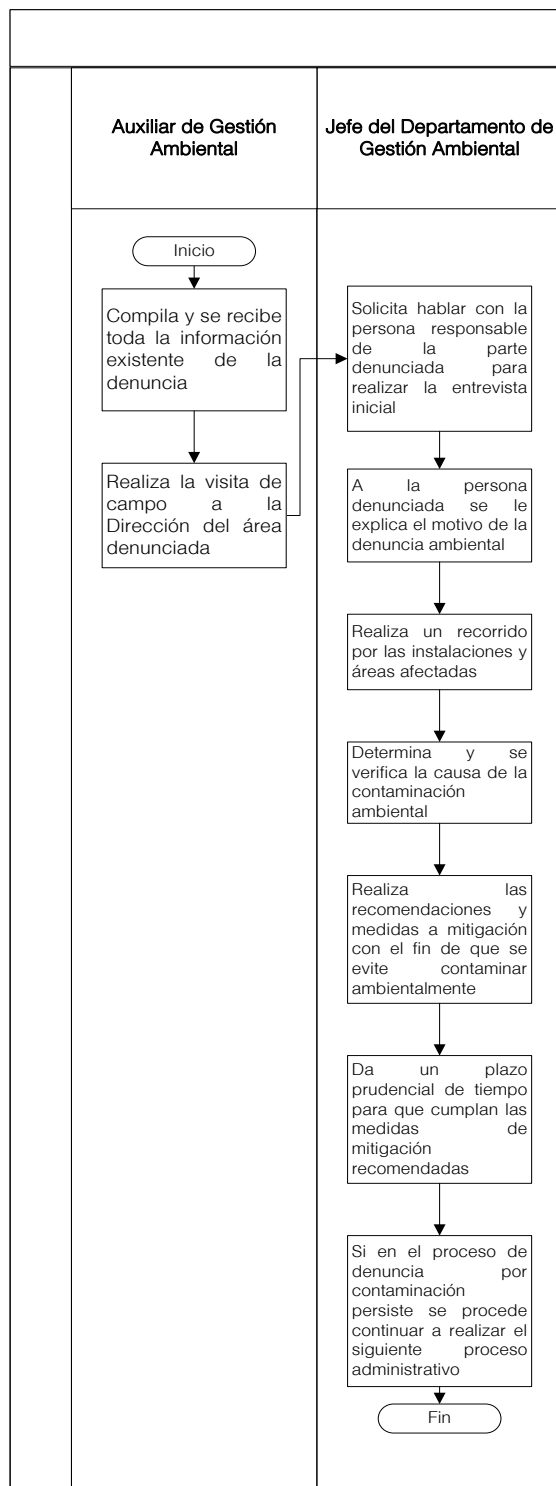 Auxiliar de Gestión
Ambiental
Jefe del Departamento de
Gestión Ambiental
Inicio
Compila y se recibe
toda la información
existente de la
denuncia
Realiza la visita de
campo a la
Dirección del área
denunciada
Solicita hablar con la
persona responsable
de la parte
denunciada para
realizar la entrevista
inicial
A la persona
denunciada se le
explica el motivo de la
denuncia ambiental
Realiza un recorrido
por las instalaciones y
áreas afectadas
Determina y se
verifica la causa de la
contaminación
ambiental
Realiza las
recomendaciones y
medidas a mitigación
con el fin de que se
evite contaminar
ambientalmente
Da un plazo
prudencial de tiempo
para que cumplan las
medidas de
mitigación
recomendadas
Si en el proceso de
denuncia por
contaminación
persiste se procede
continuar a realizar el
siguiente proceso
administrativo
Fin